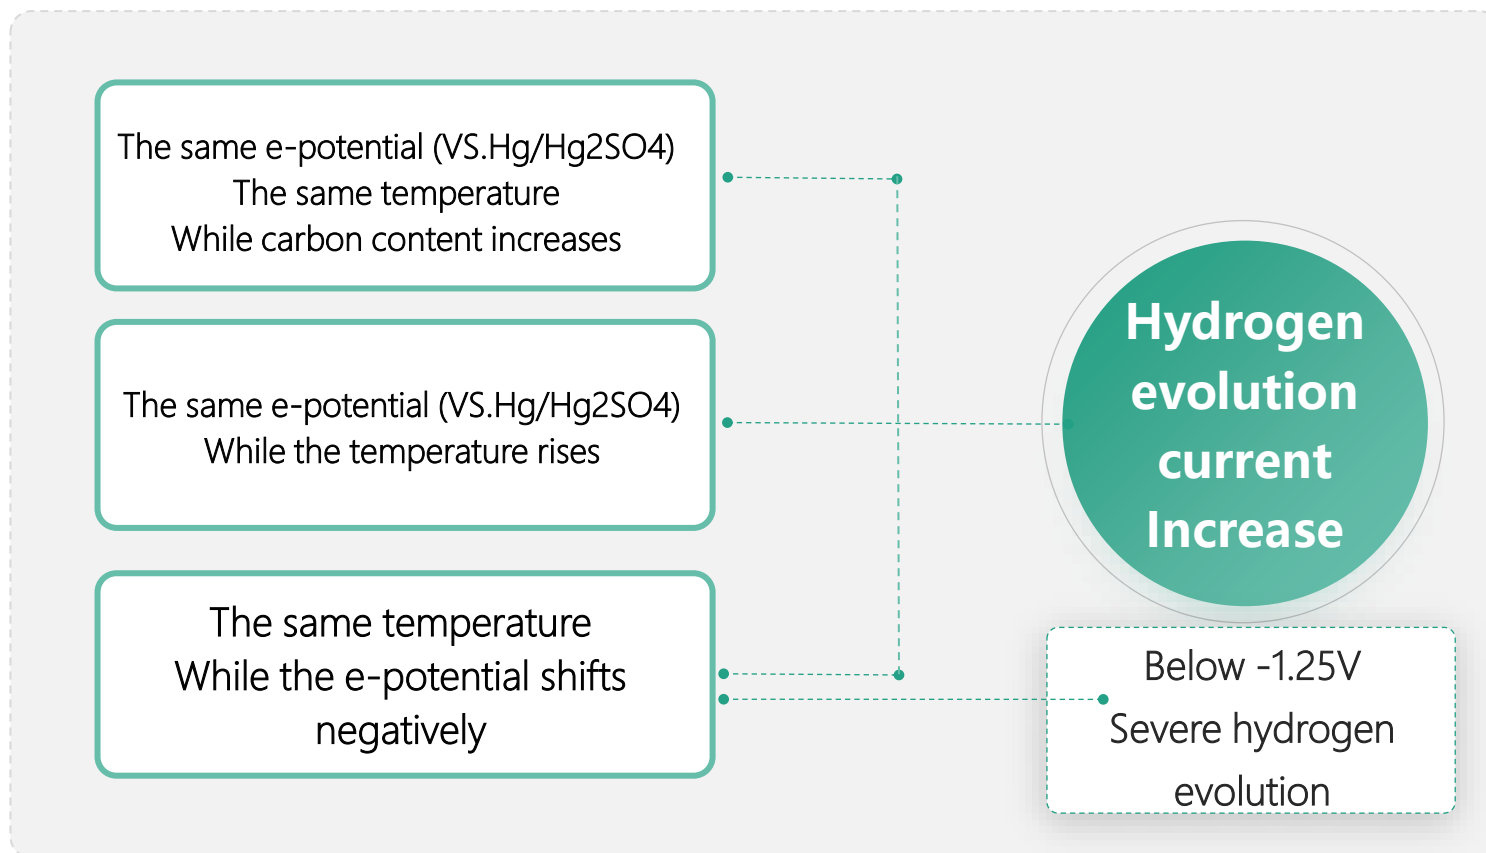 The same e-potential (VS.Hg/Hg2SO4)
The same temperature
While carbon content increases
The same e-potential (VS.Hg/Hg2SO4)
While the temperature rises
The same temperature
While the e-potential shifts
negatively
Hydrogen
evolution
current
Increase
Below -1.25V
Severe hydrogen
evolution